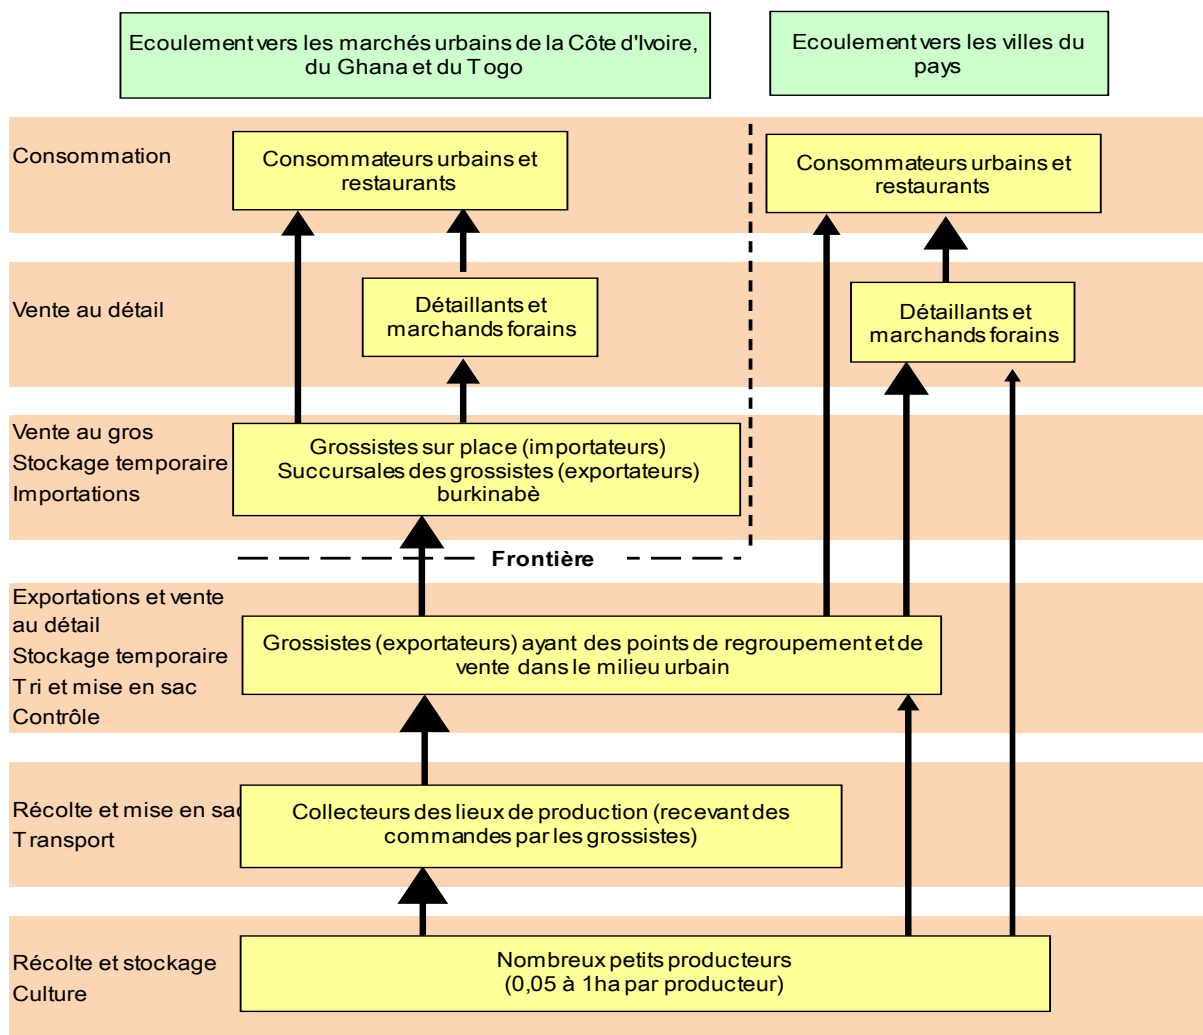 Ecoulement vers les marchés urbains de la Côte d'Ivoire,
du Ghana et du Togo
Ecoulement vers les villes du
pays
Consommation
Consommateurs urbains et
restaurants
Consommateurs urbains et
restaurants
Vente au détail
Détaillants et
marchands forains
Détaillants et
marchands forains
Vente au gros
Stockage temporaire
Importations
Grossistes sur place (importateurs)
Succursales des grossistes (exportateurs)
burkinabè
Frontière
Exportations et vente
au détail
Stockage temporaire
Tri et mise en sac
Contrôle
Grossistes (exportateurs) ayant des points de regroupement et de
vente dans le milieu urbain
Récolte et mise en sac
Transport
Collecteurs des lieux de production (recevant des
commandes par les grossistes)
Récolte et stockage
Culture
Nombreux petits producteurs
(0,05 à 1ha par producteur)